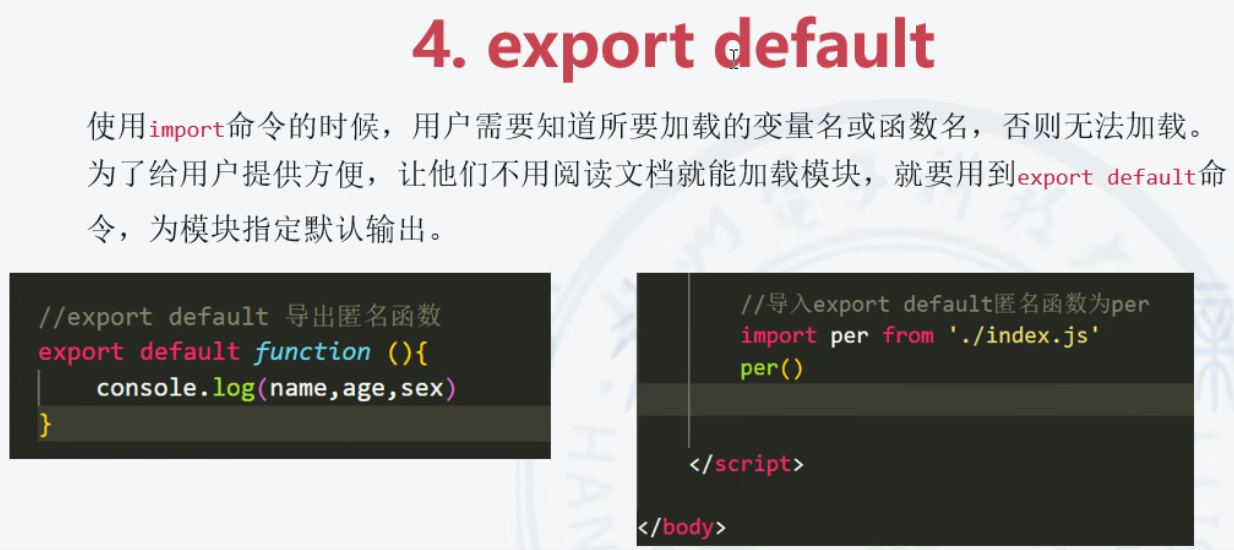 4. export default
使用import命令的时候，用户需要知道所要加载的变量名或函数名，否则无法加载。
为了给用户提供方便，让他们不用阅读文档就能加载模块，就要用到export default命
令，为模块指定默认输出。
//export default 导出匿名函数
export default function (){
console.log(name,age,sex)
}
//导入export default匿名函数为per
import per from './index.js'
per()
</script>
</body>